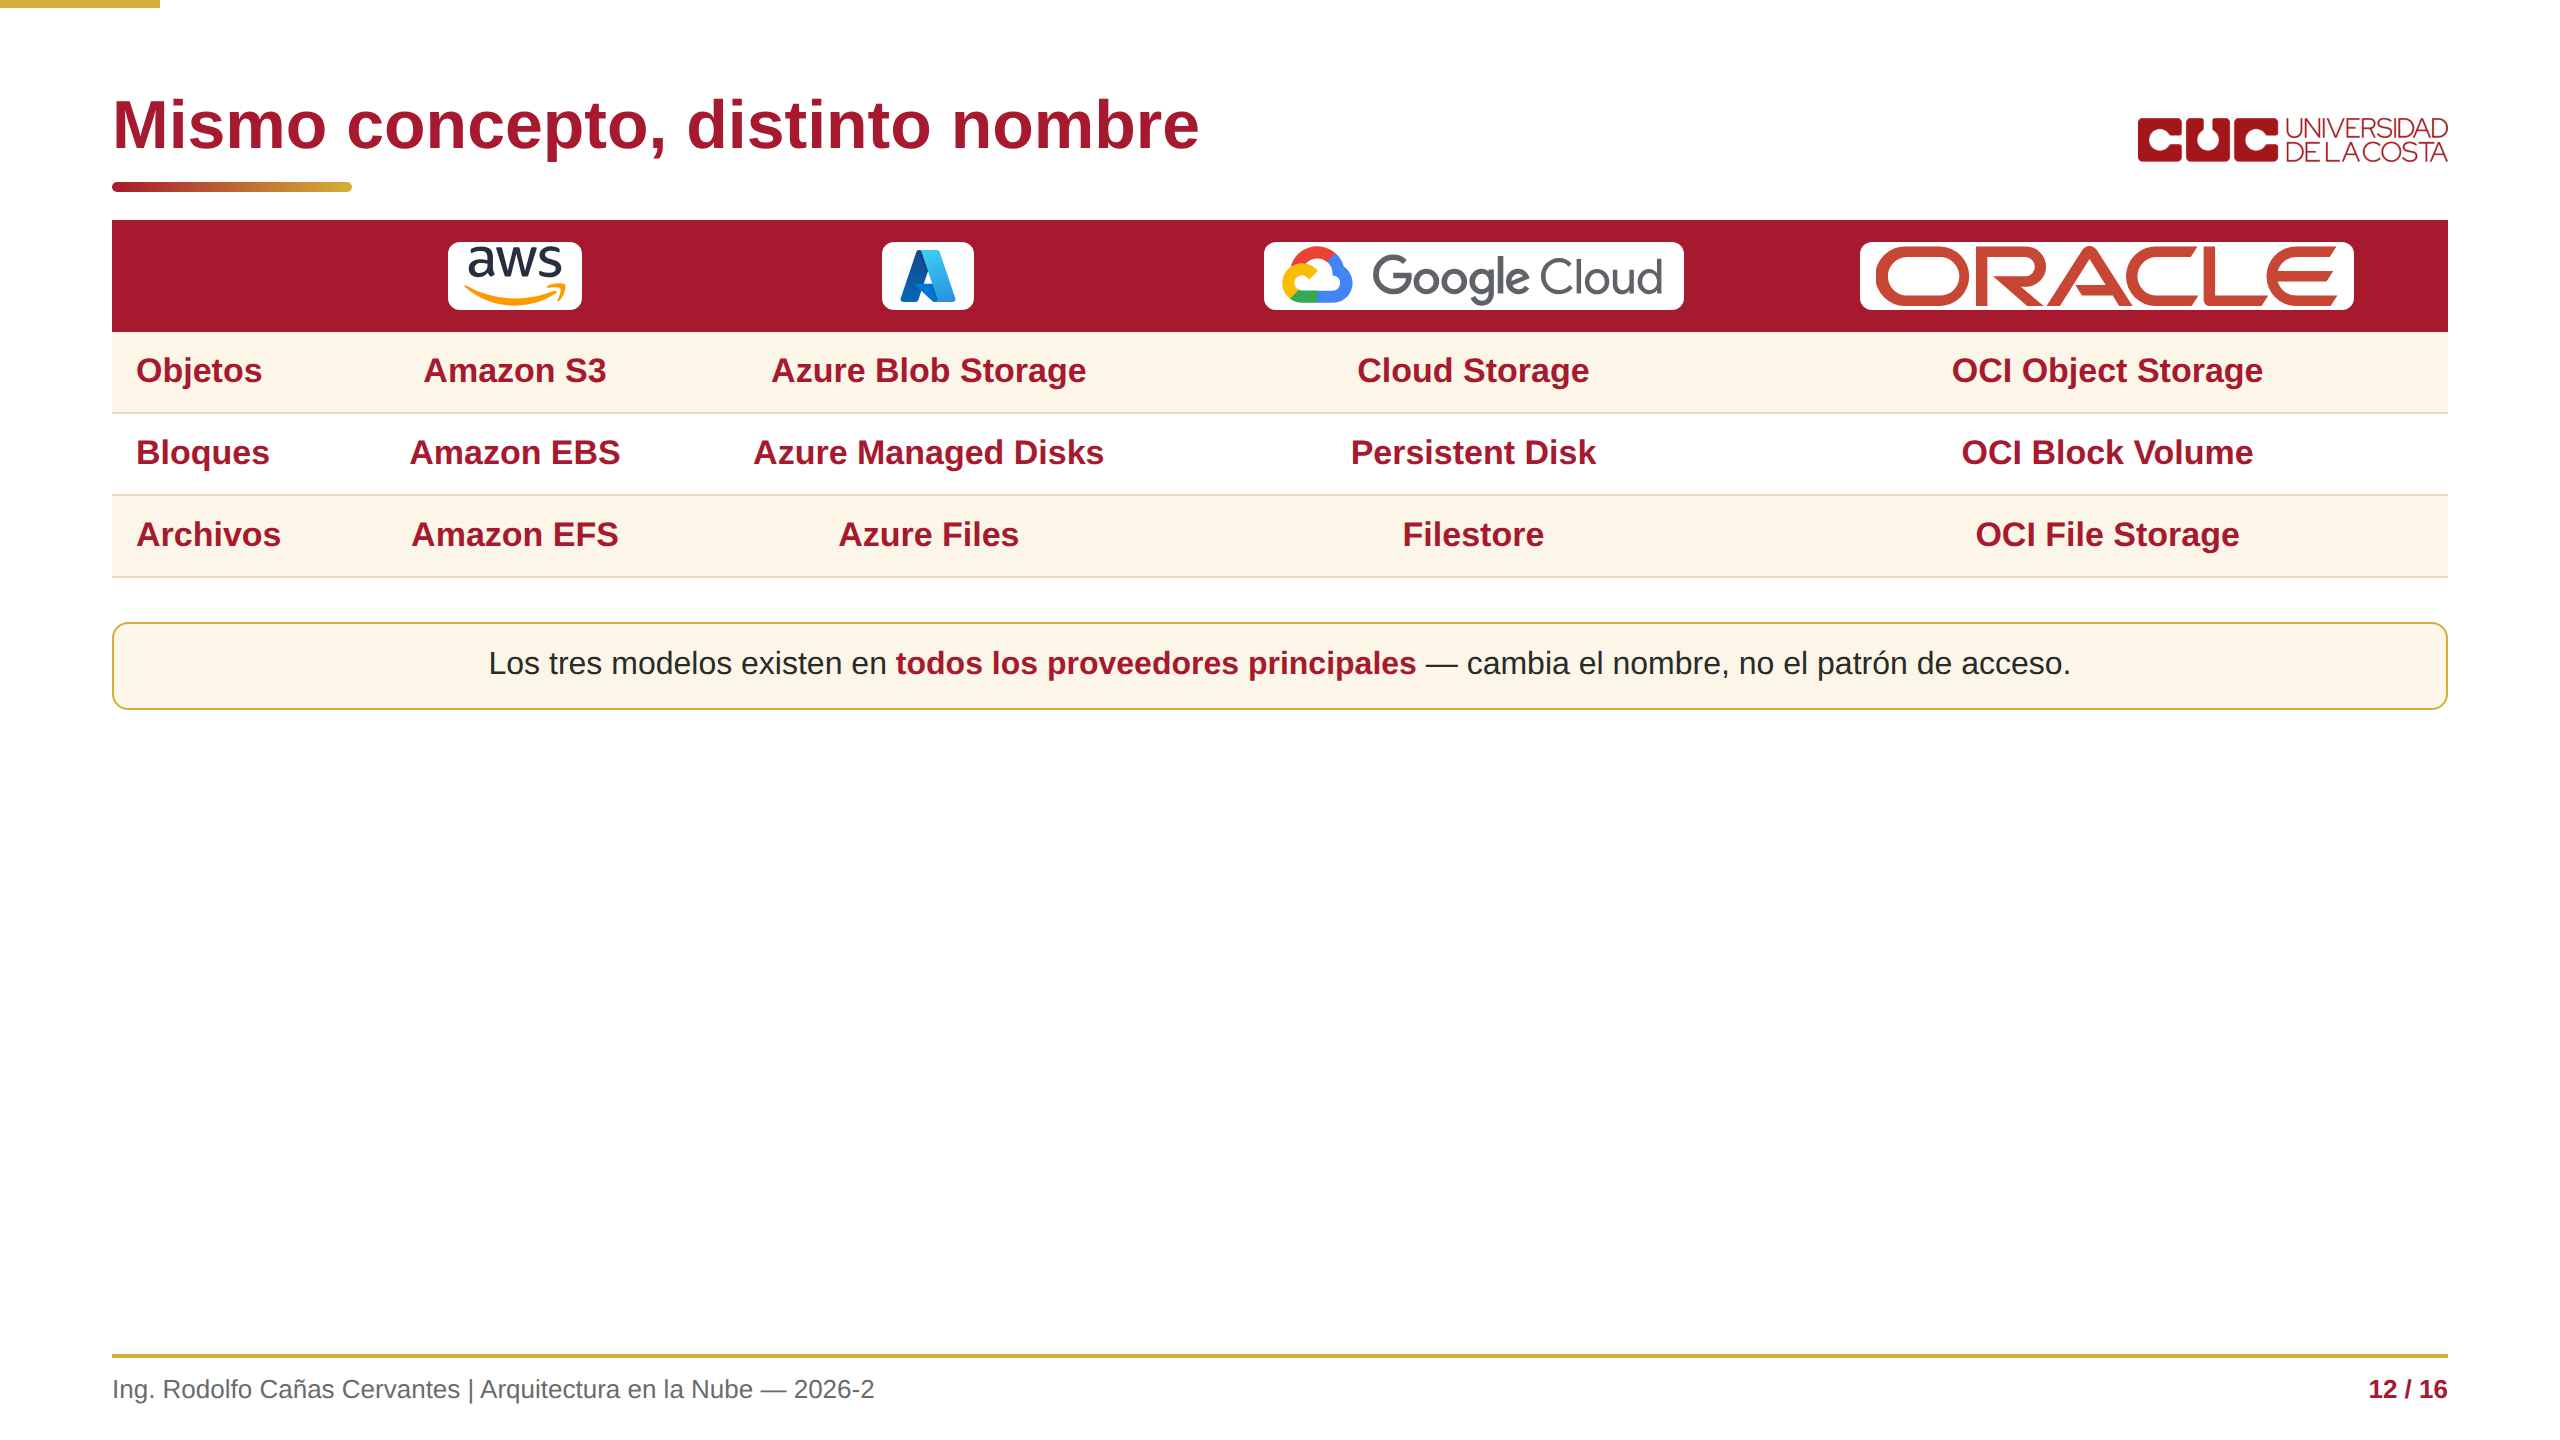 Mismo concepto, distinto nombre
CUC UNIVERSIDAD
DE LA COSTA
aws Google Cloud ORACLE
Objetos Amazon S3 Azure Blob Storage Cloud Storage OCI Object Storage
Bloques Amazon EBS Azure Managed Disks Persistent Disk OCI Block Volume
Archivos Amazon EFS Azure Files Filestore OCI File Storage
Los tres modelos existen en todos los proveedores principales — cambia el nombre, no el patrón de acceso.
Ing. Rodolfo Cañas Cervantes | Arquitectura en la Nube — 2026-2
12 / 16